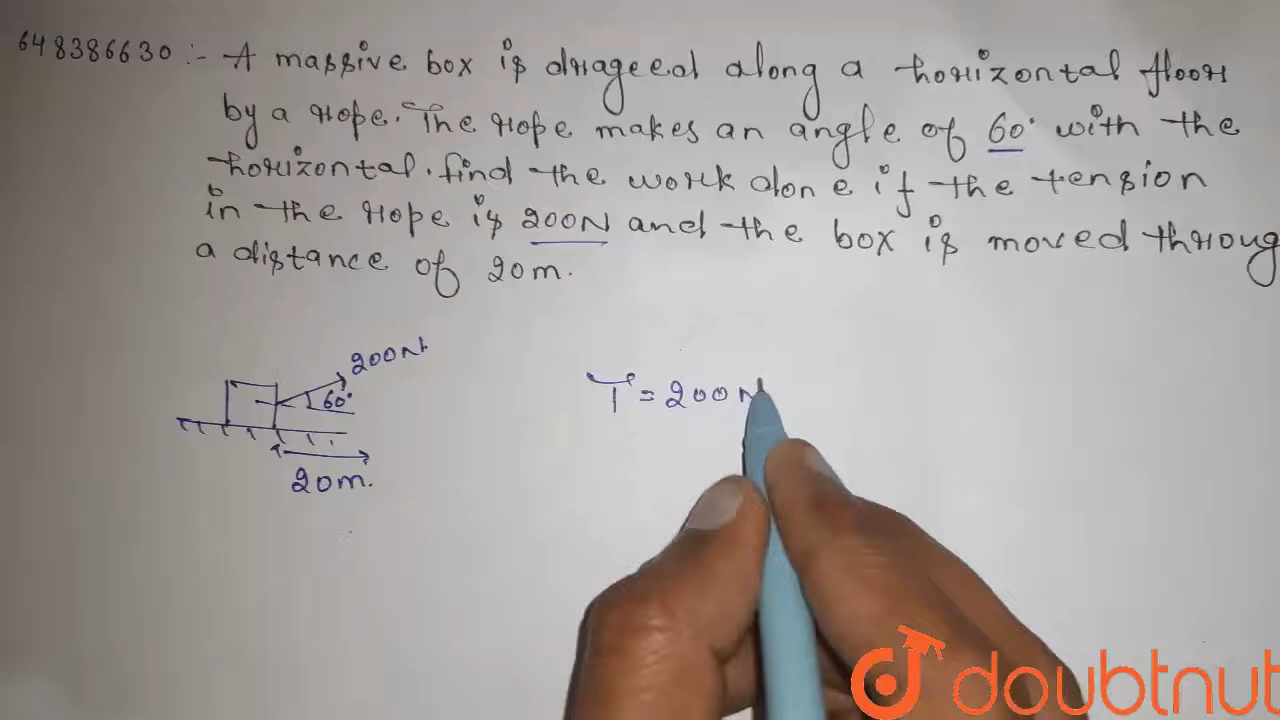 648386630 :- A massive box is drageed along a horizontal floor
by a rope. The rope makes an angle of 60° with the
horizontal. find the work done if the tension
in the rope is 200N and the box is moved throug
a distance of 20m.
200N.
60°
20m.
T = 200N
doubtnut